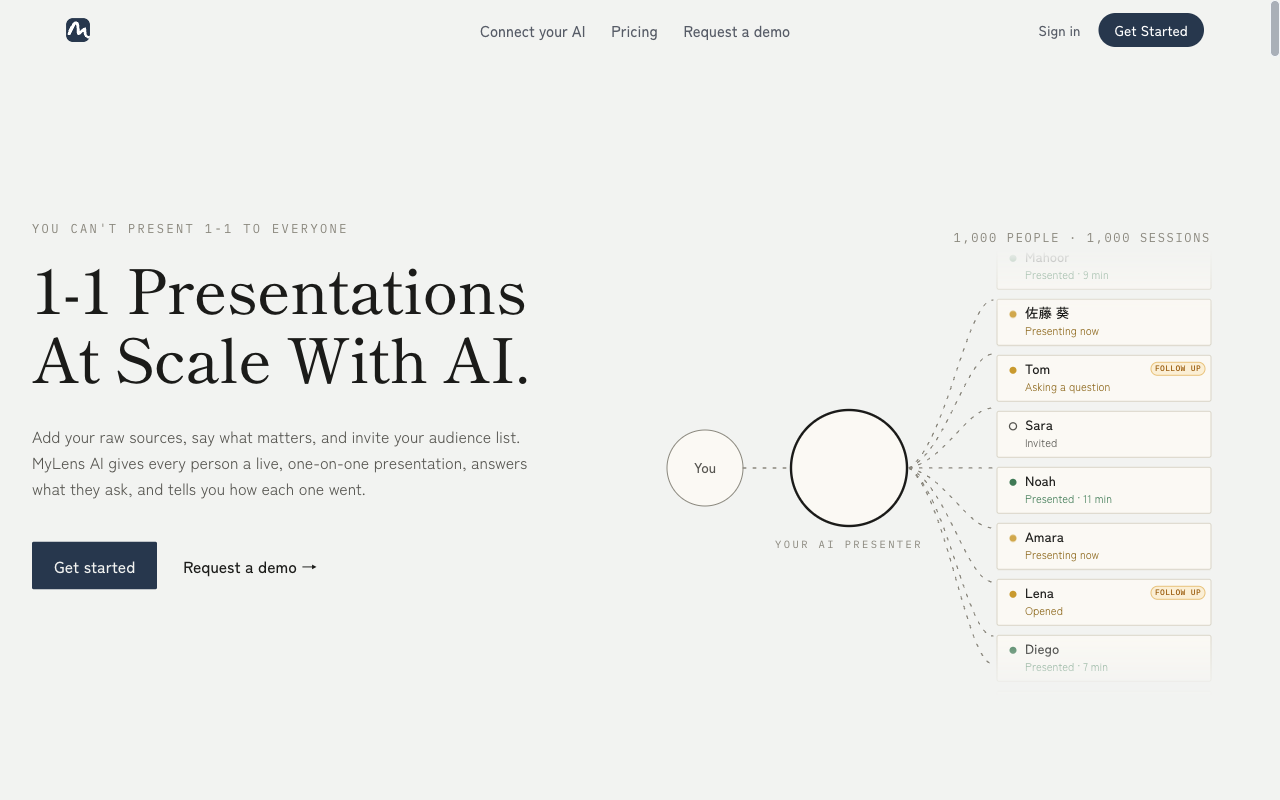 Connect your AI
Pricing
Request a demo
Sign in
Get Started
YOU CAN'T PRESENT 1-1 TO EVERYONE
1-1 Presentations
At Scale With AI.
Add your raw sources, say what matters, and invite your audience list.
MyLens AI gives every person a live, one-on-one presentation, answers
what they ask, and tells you how each one went.
Get started
Request a demo →
You
YOUR AI PRESENTER
1,000 PEOPLE · 1,000 SESSIONS
Mahoor
Presented · 9 min
佐藤 葵
Presenting now
Tom
FOLLOW UP
Asking a question
Sara
Invited
Noah
Presented · 11 min
Amara
Presenting now
Lena
FOLLOW UP
Opened
Diego
Presented · 7 min